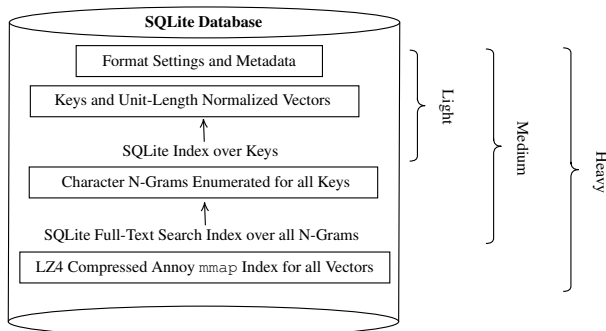 SQLite Database
Format Settings and Metadata
Keys and Unit-Length Normalized Vectors
SQLite Index over Keys
Character N-Grams Enumerated for all Keys
SQLite Full-Text Search Index over all N-Grams
LZ4 Compressed Annoy mmap Index for all Vectors
Light
Medium
Heavy